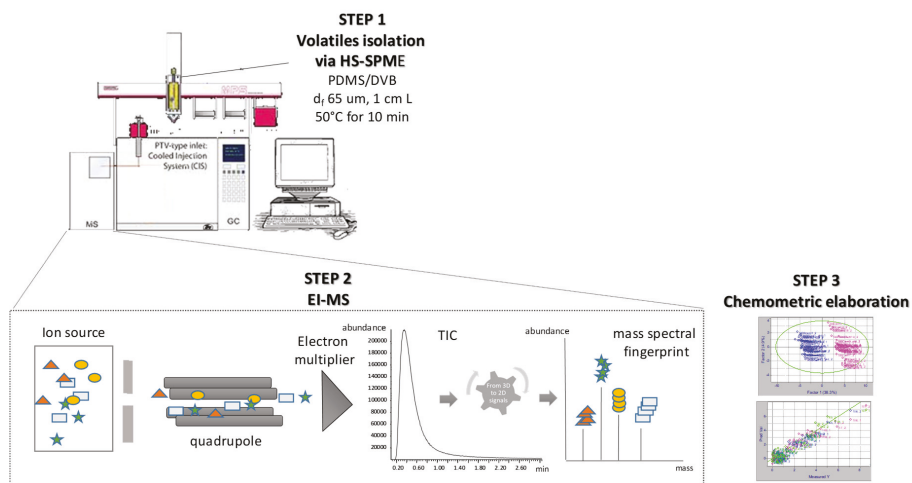 STEP 1
Volatiles isolation
via HS-SPME
PDMS/DVB
df 65 um, 1 cm L
50°C for 10 min
PTV-type inlet:
Cooled Injection
System (CIS)
MS
GC
STEP 2
EI-MS
Ion source
quadrupole
Electron
multiplier
abundance
TIC
200000
180000
160000
140000
120000
100000
80000
60000
40000
20000
0.20 0.60 1.00 1.40 1.80 2.20 2.60
min
From 3D
to 2D
signals
abundance
mass spectral
fingerprint
mass
STEP 3
Chemometric elaboration
Measured Y